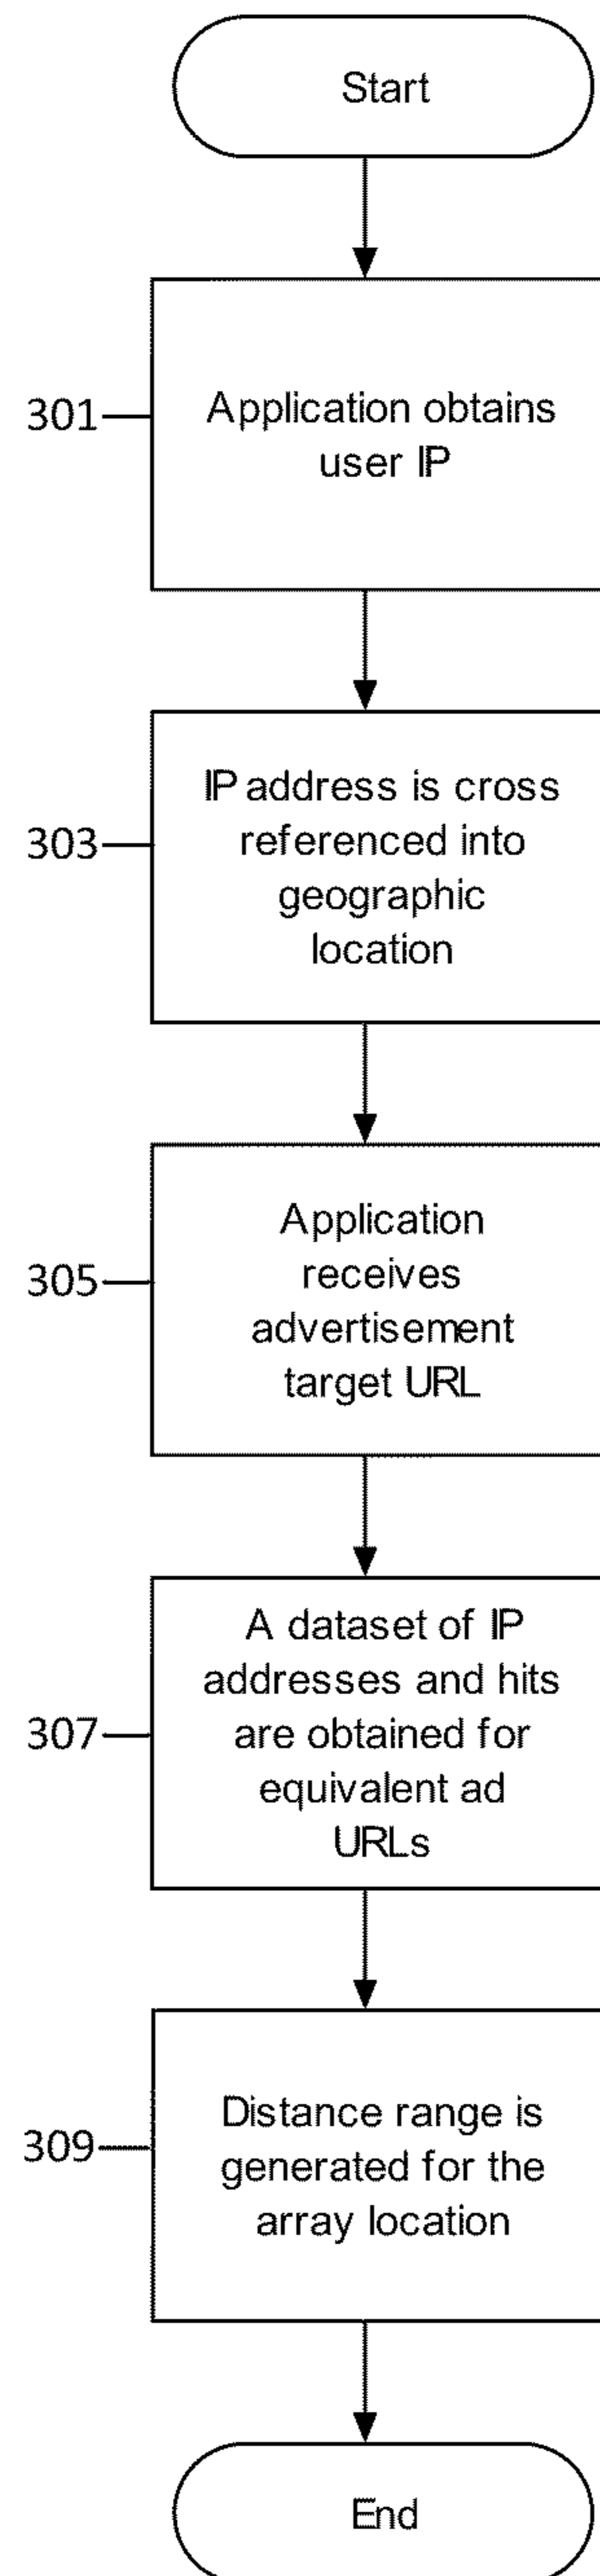 Start
301
Application obtains
user IP
303
IP address is cross
referenced into
geographic
location
305
Application
receives
advertisement
target URL
307
A dataset of IP
addresses and hits
are obtained for
equivalent ad
URLs
309
Distance range is
generated for the
array location
End